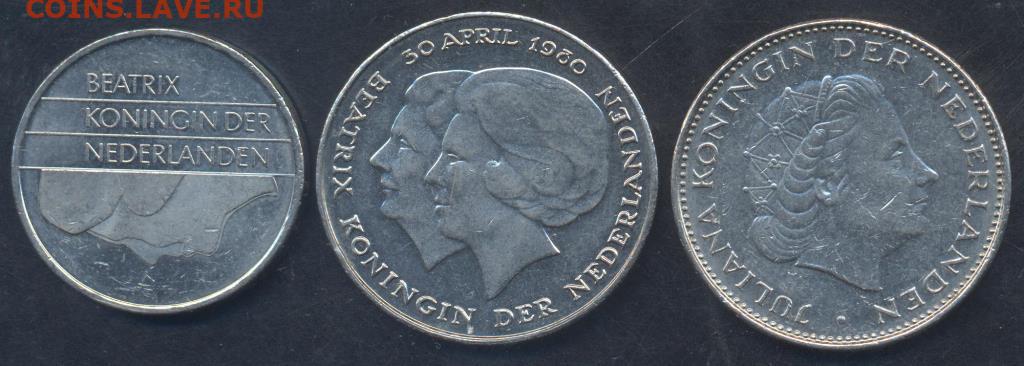 COINS.LAVE.RU
BEATRIX
KONINGIN DER
NEDERLANDEN
30 APRIL 1980
BEATRIX KONINGIN DER NEDERLANDEN
JULIANA KONINGIN DER NEDERLANDEN